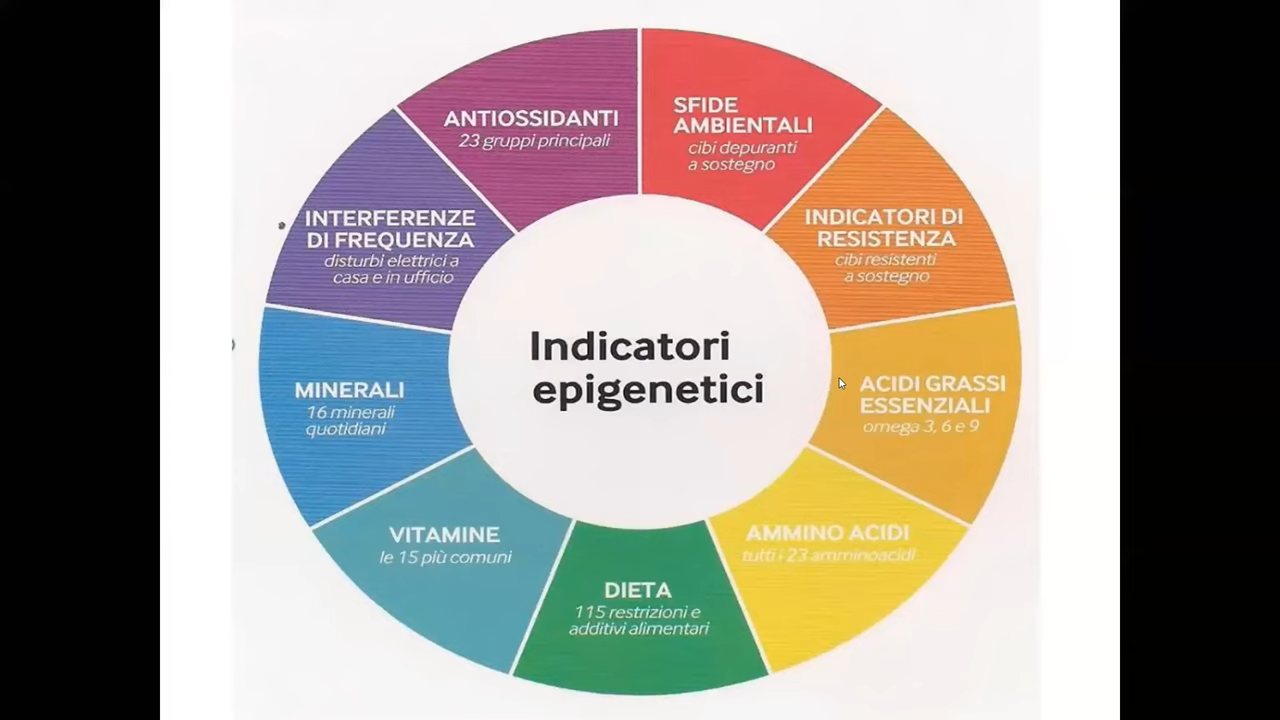 Indicatori
epigenetici
SFIDE
AMBIENTALI
cibi depuranti
a sostegno
INDICATORI DI
RESISTENZA
cibi resistenti
a sostegno
ACIDI GRASSI
ESSENZIALI
omega 3, 6 e 9
AMMINO ACIDI
tutti i 23 amminoacidi
DIETA
115 restrizioni e
additivi alimentari
VITAMINE
le 15 più comuni
MINERALI
16 minerali
quotidiani
INTERFERENZE
DI FREQUENZA
disturbi elettrici a
casa e in ufficio
ANTIOSSIDANTI
23 gruppi principali